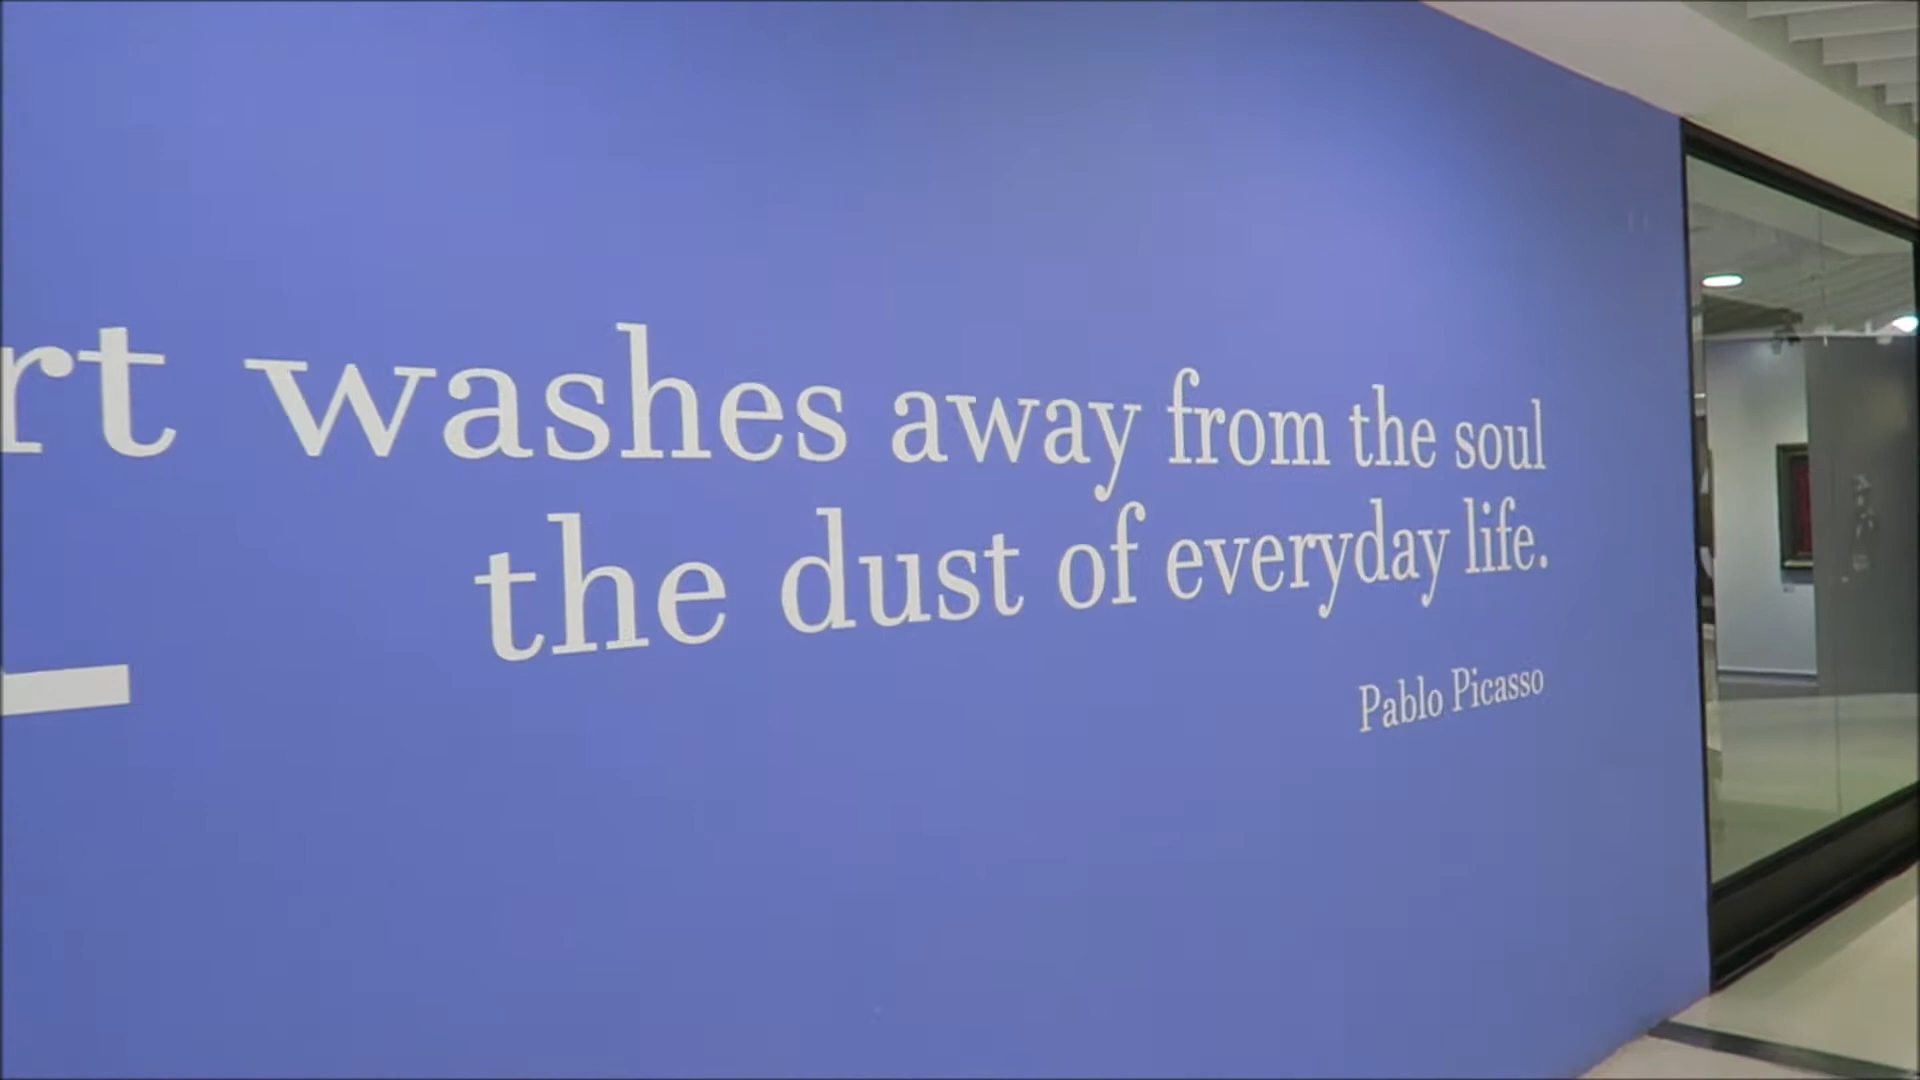 rt washes away from the soul
the dust of everyday life.
Pablo Picasso